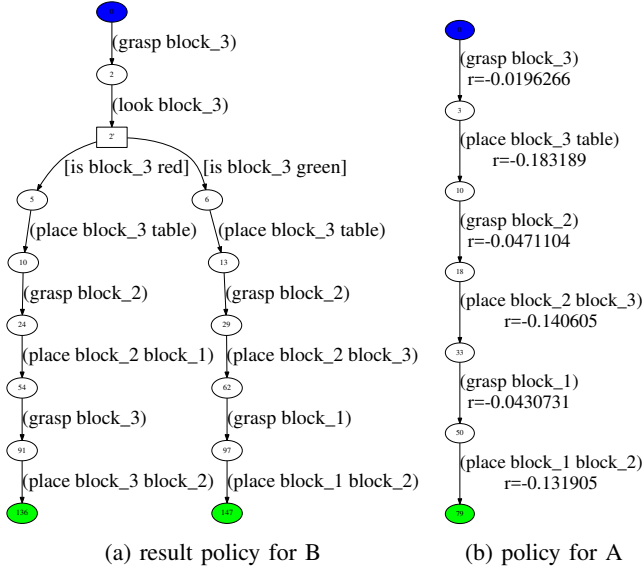 (grasp block_3)
2
(look block_3)
2'
[is block_3 red]
[is block_3 green]
5
6
(place block_3 table)
(place block_3 table)
10
13
(grasp block_2)
(grasp block_2)
24
29
(place block_2 block_1)
(place block_2 block_3)
54
62
(grasp block_3)
(grasp block_1)
91
97
(place block_3 block_2)
(place block_1 block_2)
136
147
(a) result policy for B
(grasp block_3)
r=-0.0196266
3
(place block_3 table)
r=-0.183189
10
(grasp block_2)
r=-0.0471104
18
(place block_2 block_3)
r=-0.140605
33
(grasp block_1)
r=-0.0430731
50
(place block_1 block_2)
r=-0.131905
79
(b) policy for A